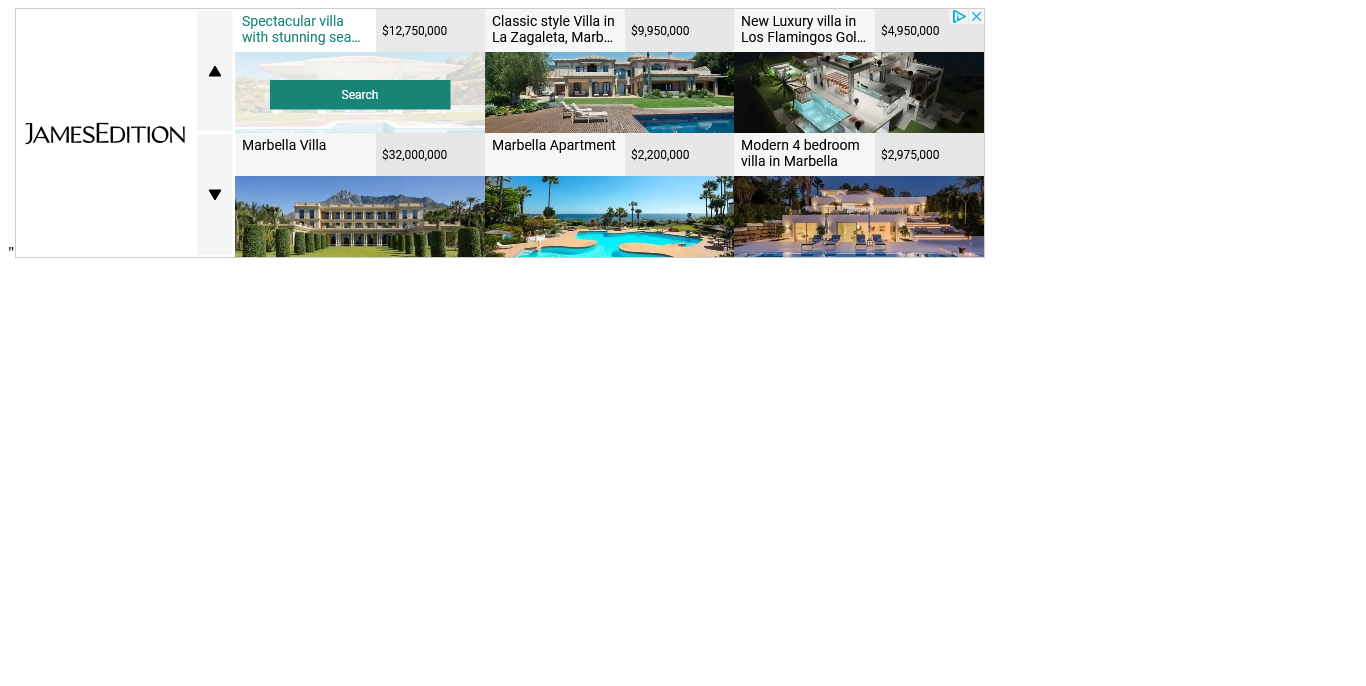 Spectacular villa
with stunning sea...
$12,750,000
Classic style Villa in
La Zagaleta, Marb...
$9,950,000
New Luxury villa in
Los Flamingos Gol...
$4,950,000
Search
JAMESEDITION
Marbella Villa
$32,000,000
Marbella Apartment
$2,200,000
Modern 4 bedroom
villa in Marbella
$2,975,000
"